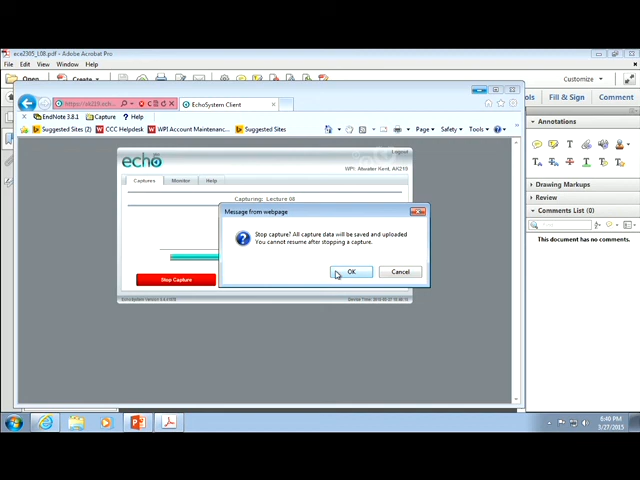 ece2305_L08.pdf - Adobe Acrobat Pro
File Edit View Window Help
Open Create Customize
EchoSystem Client
Fill & Sign Comment
EndNote 3.8.1 Capture Help
Suggested Sites (2) CCC Helpdesk WPI Account Maintenanc... Suggested Sites
Page Safety Tools
Annotations
echo
Logout
WPI, Atwater Kent, AK219
Captures Monitor Help
Capturing: Lecture 08
Message from webpage
Stop capture? All capture data will be saved and uploaded
You cannot resume after stopping a capture.
OK Cancel
Stop Capture
Drawing Markups
Review
Comments List (0)
This document has no comments.
6:40 PM
3/27/2015